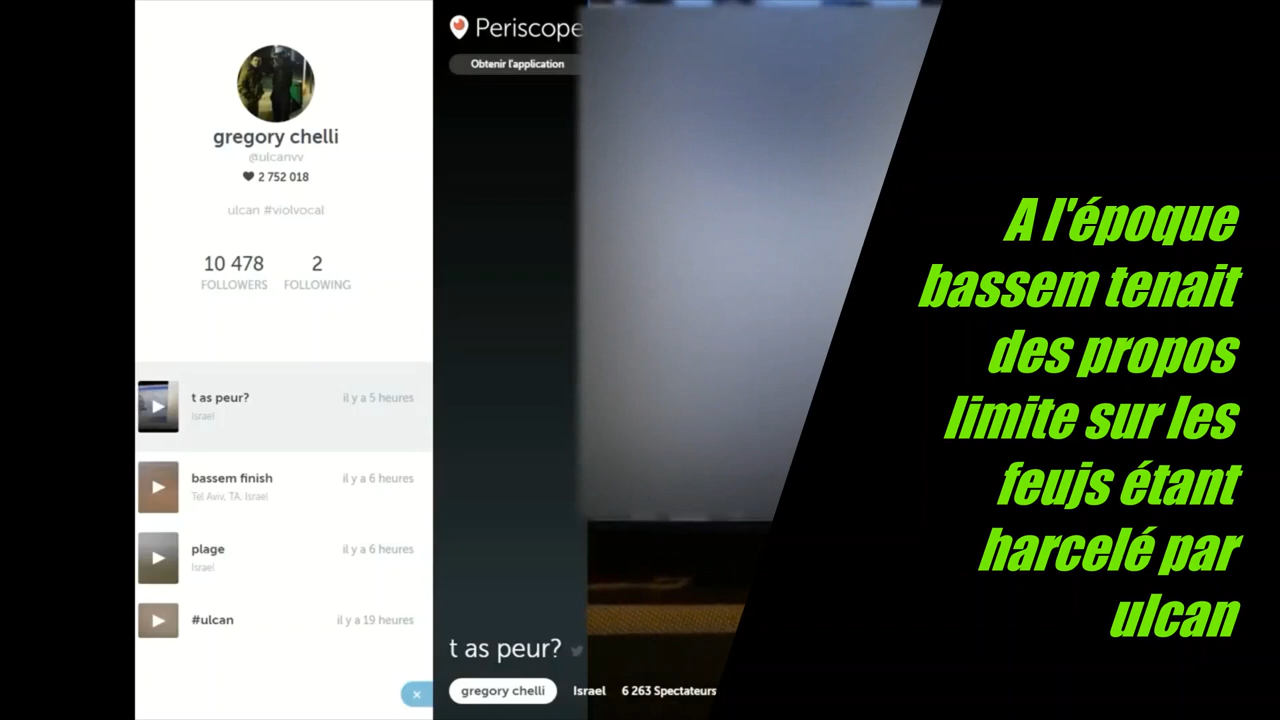 gregory chelli
@ulcanvv
2 752 018
ulcan #violvocal
10 478 2
FOLLOWERS FOLLOWING
t as peur? il y a 5 heures
Israel
bassem finish il y a 6 heures
Tel Aviv, TA, Israel
plage il y a 6 heures
Israel
#ulcan il y a 19 heures
Periscope
Obtenir l'application
t as peur?
gregory chelli Israel 6 263 Spectateurs
A l'époque
bassem tenait
des propos
limite sur les
feujs étant
harcelé par
ulcan